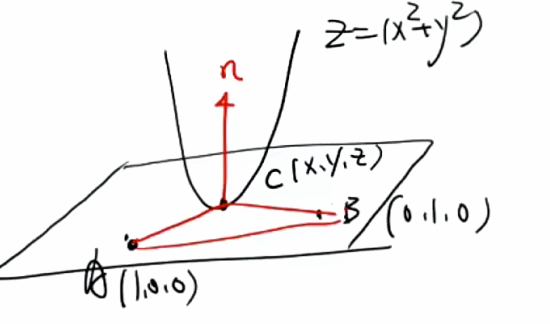 z=(x²+y²)
n
C(x,y,z)
B (0,1,0)
A (1,0,0)